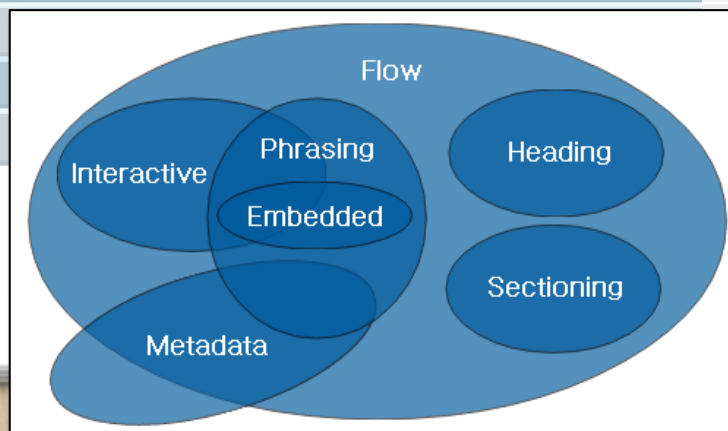 Flow
Phrasing
Heading
Interactive
Embedded
Sectioning
Metadata